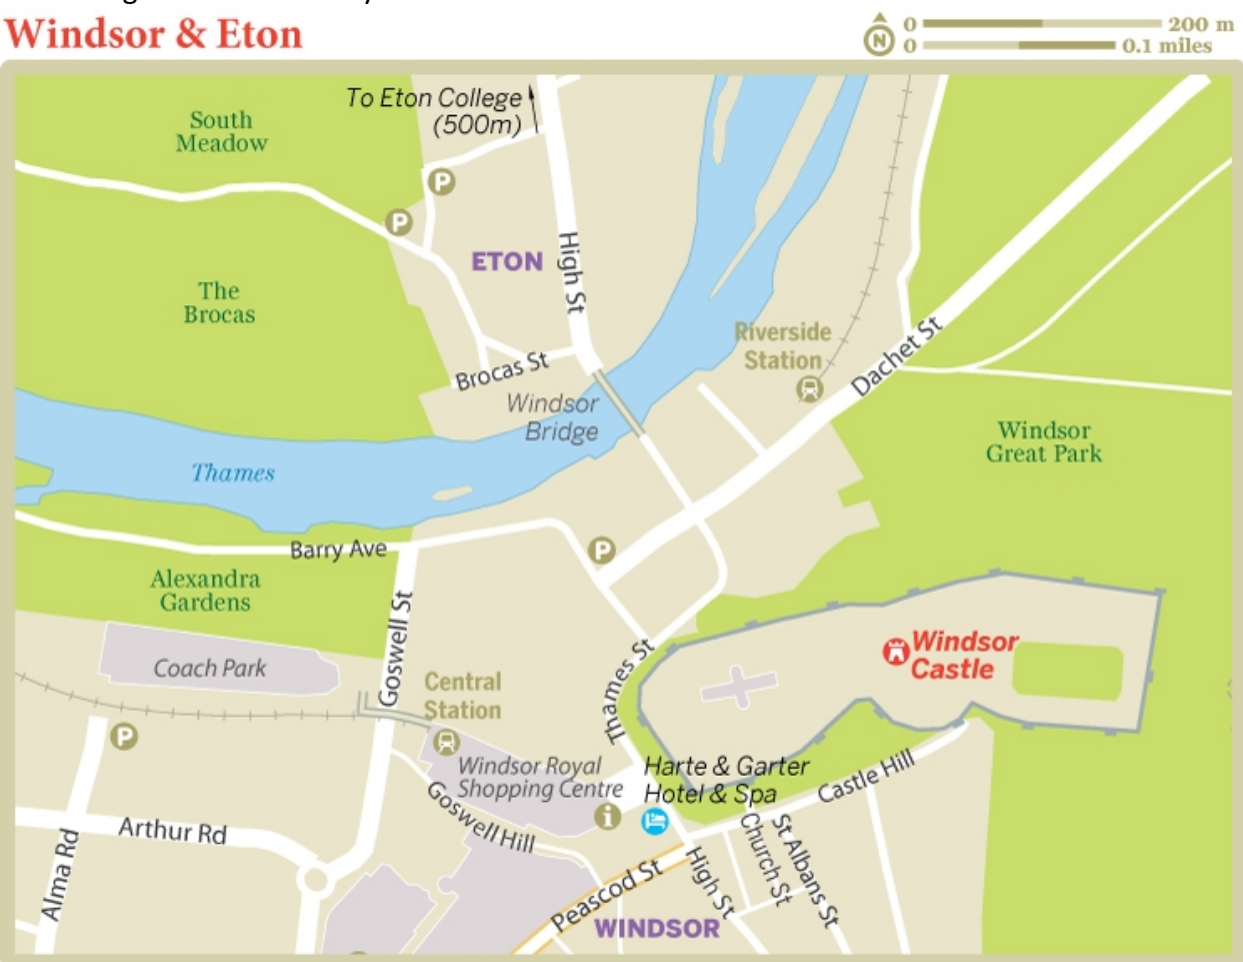 Windsor & Eton
0 200 m
N 0 0.1 miles
To Eton College
(500m)
South
Meadow
P
P
ETON
High St
The
Brocas
Riverside
Station
Dachet St
Brocas St
Windsor
Bridge
Windsor
Great Park
Thames
Barry Ave
P
Alexandra
Gardens
Goswell St
Coach Park
Central
Station
Thames St
Windsor
Castle
P
Windsor Royal
Shopping Centre
i
Harte & Garter
Hotel & Spa
Castle Hill
Goswell Hill
Arthur Rd
Alma Rd
Peascod St
High St
Church St
St Albans St
WINDSOR